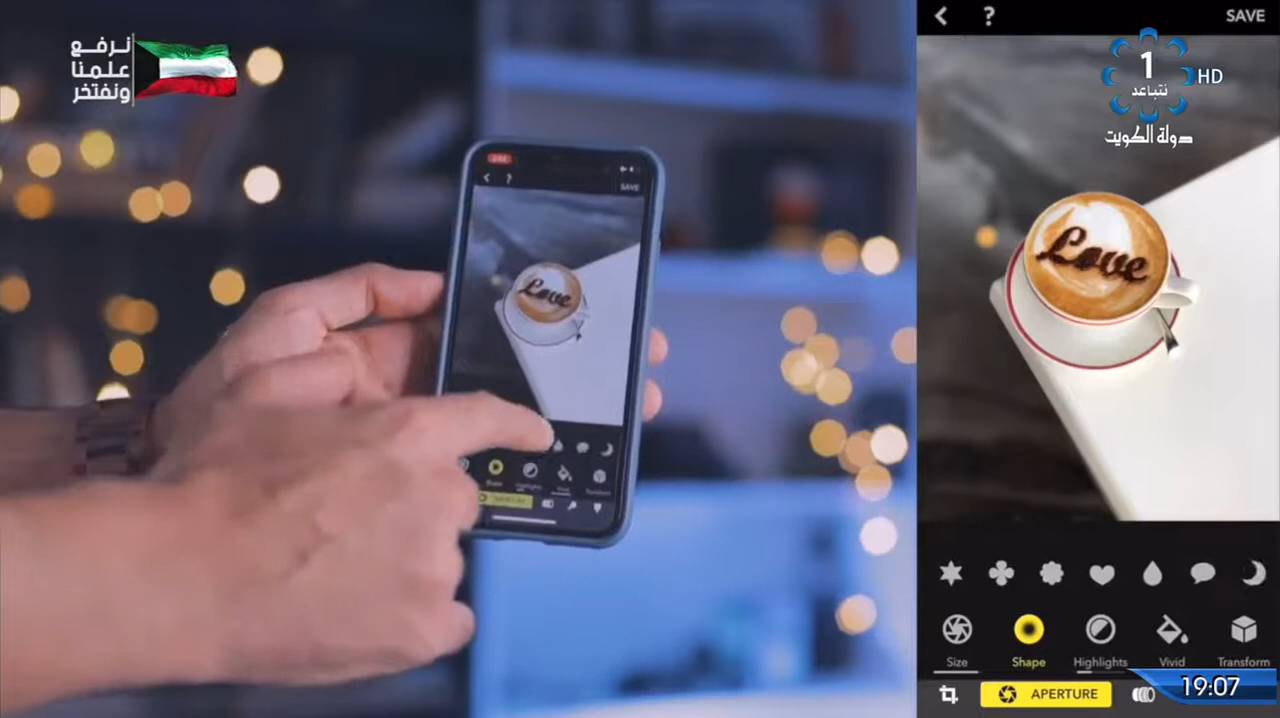 نرفع
علمنا
ونفتخر
? SAVE
1
نتباعد
HD
دولة الكويت
? SAVE
Love
Love
Shape
Size Shape Highlights Vivid Transform
APERTURE
19:07